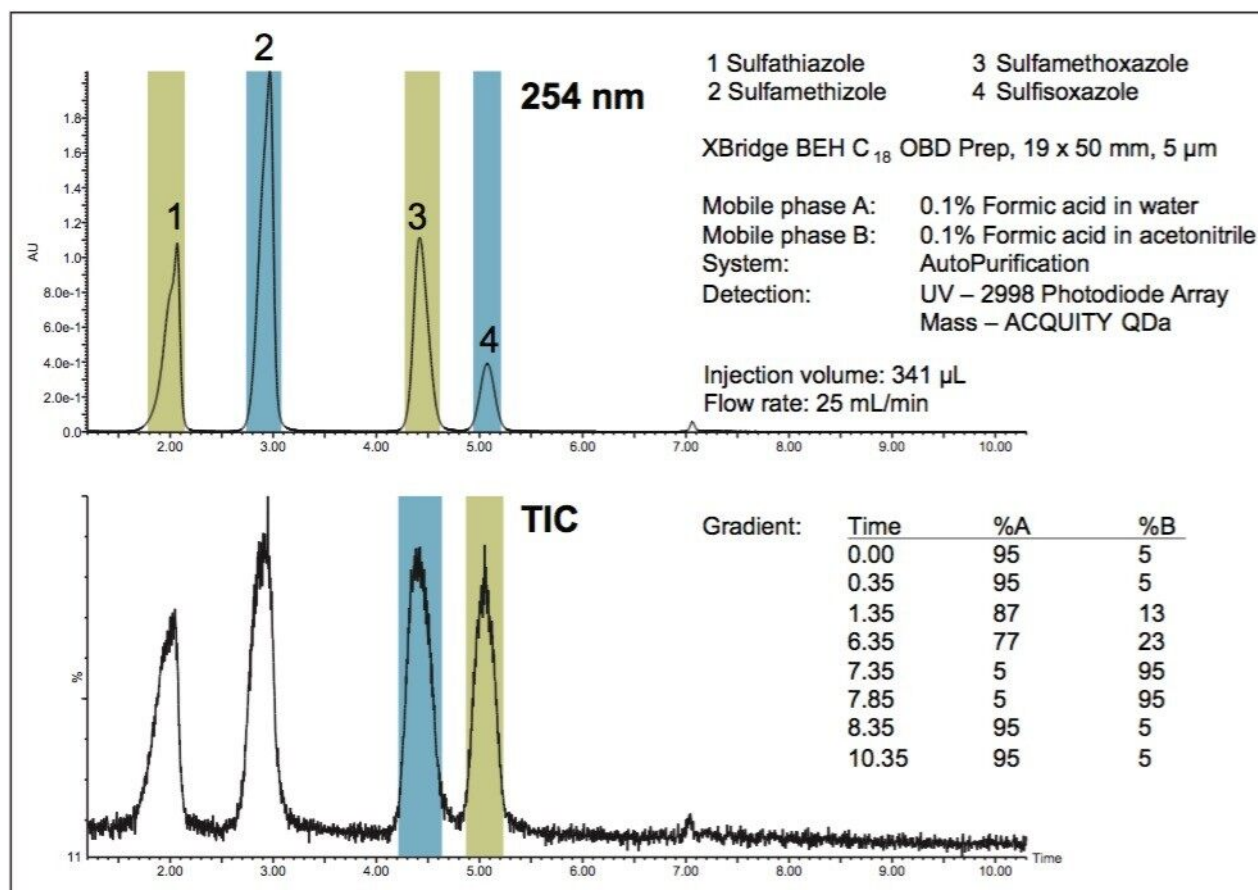 2
254 nm
1.8
1.6
1.4
1.2
1.0
8.0e-1
6.0e-1
4.0e-1
2.0e-1
0.0
AU
1
3
4
2.00 3.00 4.00 5.00 6.00 7.00 8.00 9.00 10.00
1 Sulfathiazole 3 Sulfamethoxazole
2 Sulfamethizole 4 Sulfisoxazole
XBridge BEH C18 OBD Prep, 19 x 50 mm, 5 µm
Mobile phase A: 0.1% Formic acid in water
Mobile phase B: 0.1% Formic acid in acetonitrile
System: AutoPurification
Detection: UV – 2998 Photodiode Array
Mass – ACQUITY QDa
Injection volume: 341 µL
Flow rate: 25 mL/min
TIC
%
11
2.00 3.00 4.00 5.00 6.00 7.00 8.00 9.00 10.00
Time
Gradient: Time %A %B
0.00 95 5
0.35 95 5
1.35 87 13
6.35 77 23
7.35 5 95
7.85 5 95
8.35 95 5
10.35 95 5